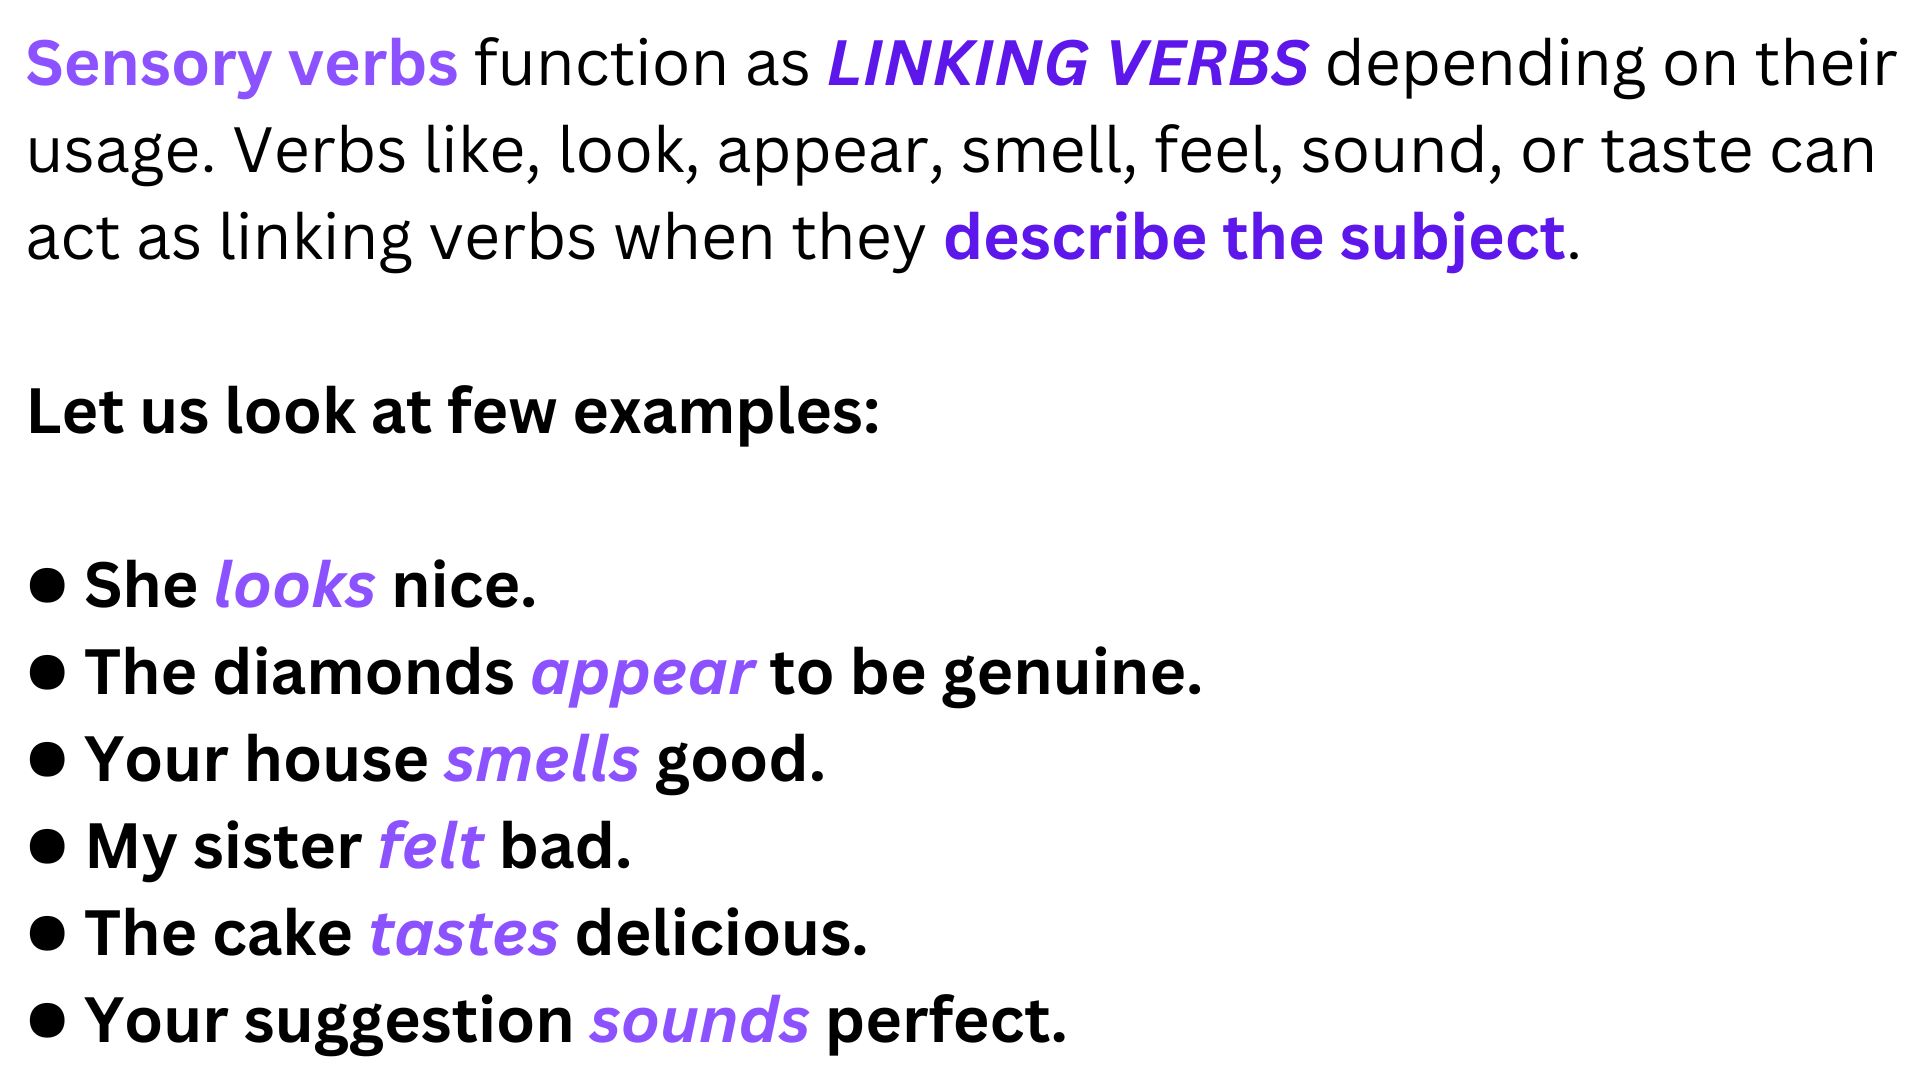 Sensory verbs function as LINKING VERBS depending on their
usage. Verbs like, look, appear, smell, feel, sound, or taste can
act as linking verbs when they describe the subject.
Let us look at few examples:
● She looks nice.
● The diamonds appear to be genuine.
● Your house smells good.
● My sister felt bad.
● The cake tastes delicious.
● Your suggestion sounds perfect.